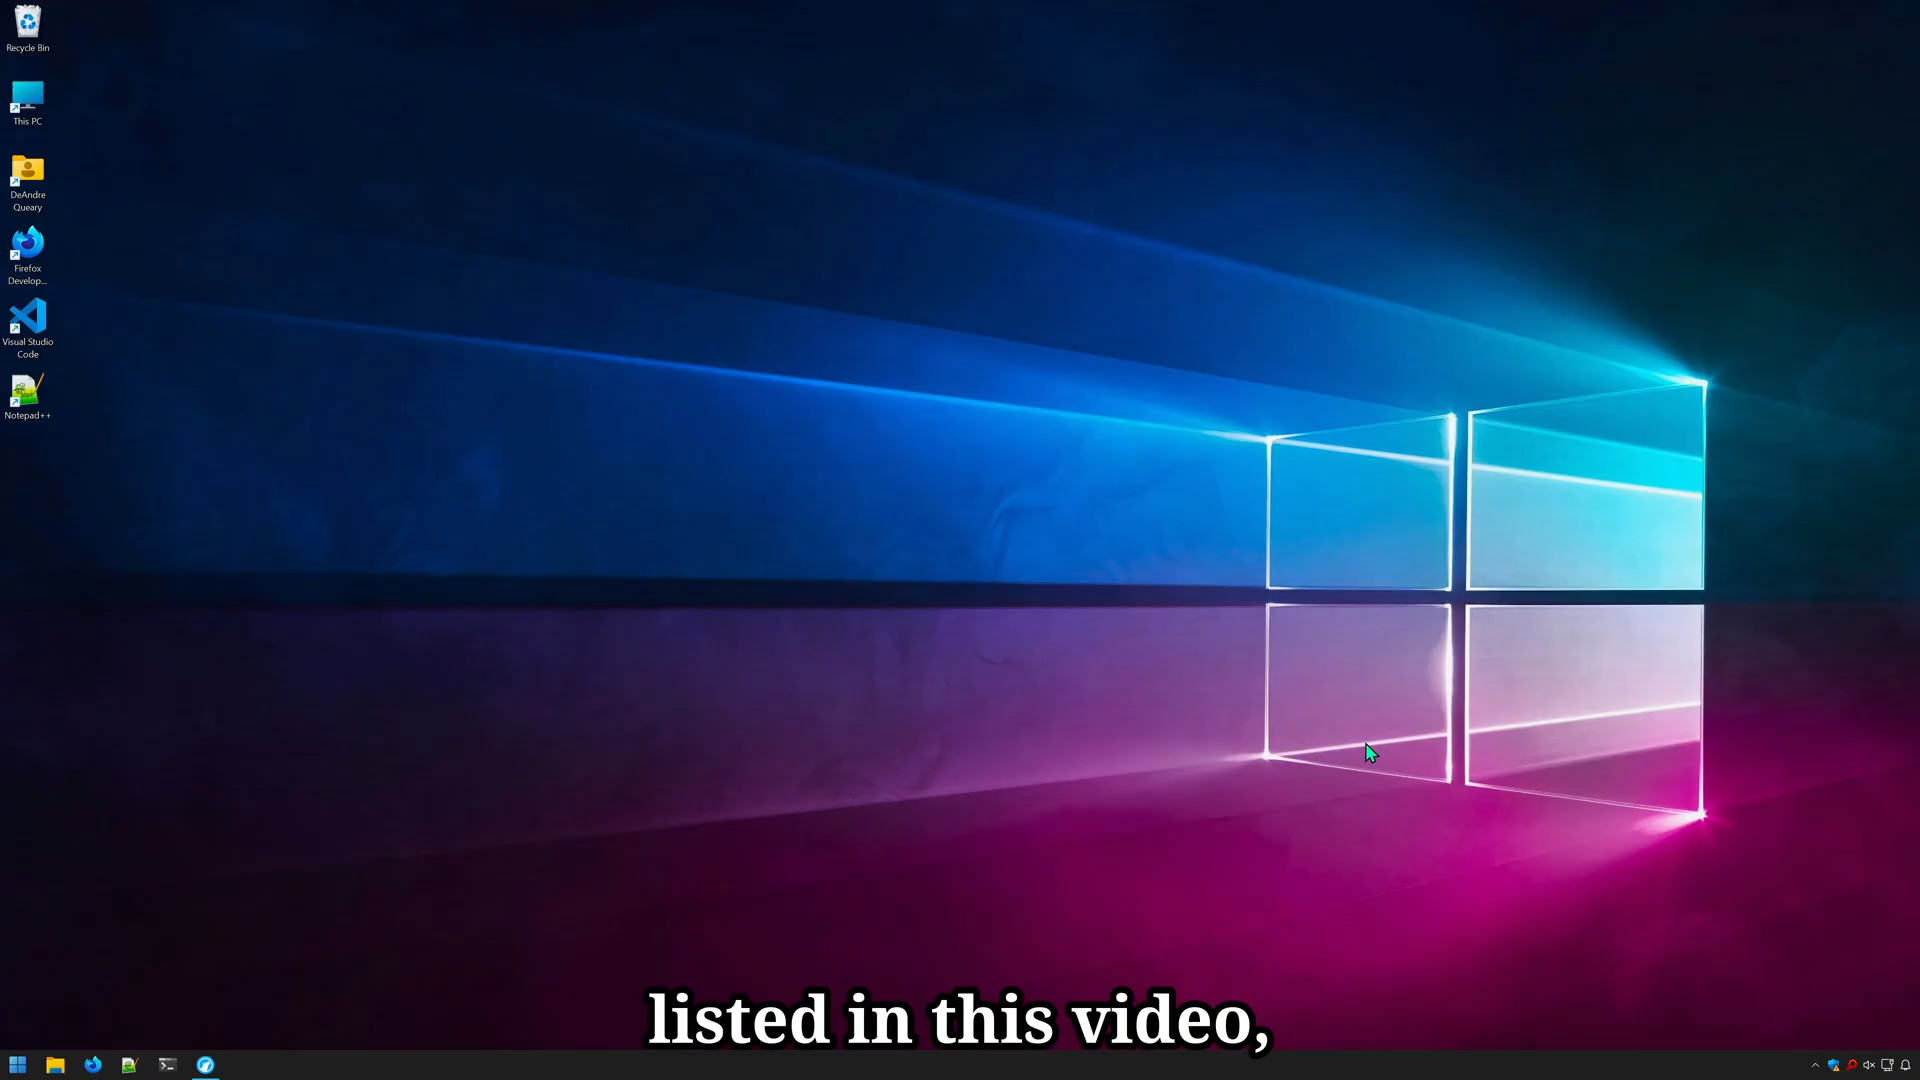 Recycle Bin
This PC
DeAndre
Queary
Firefox
Develop...
Visual Studio
Code
Notepad++
listed in this video,